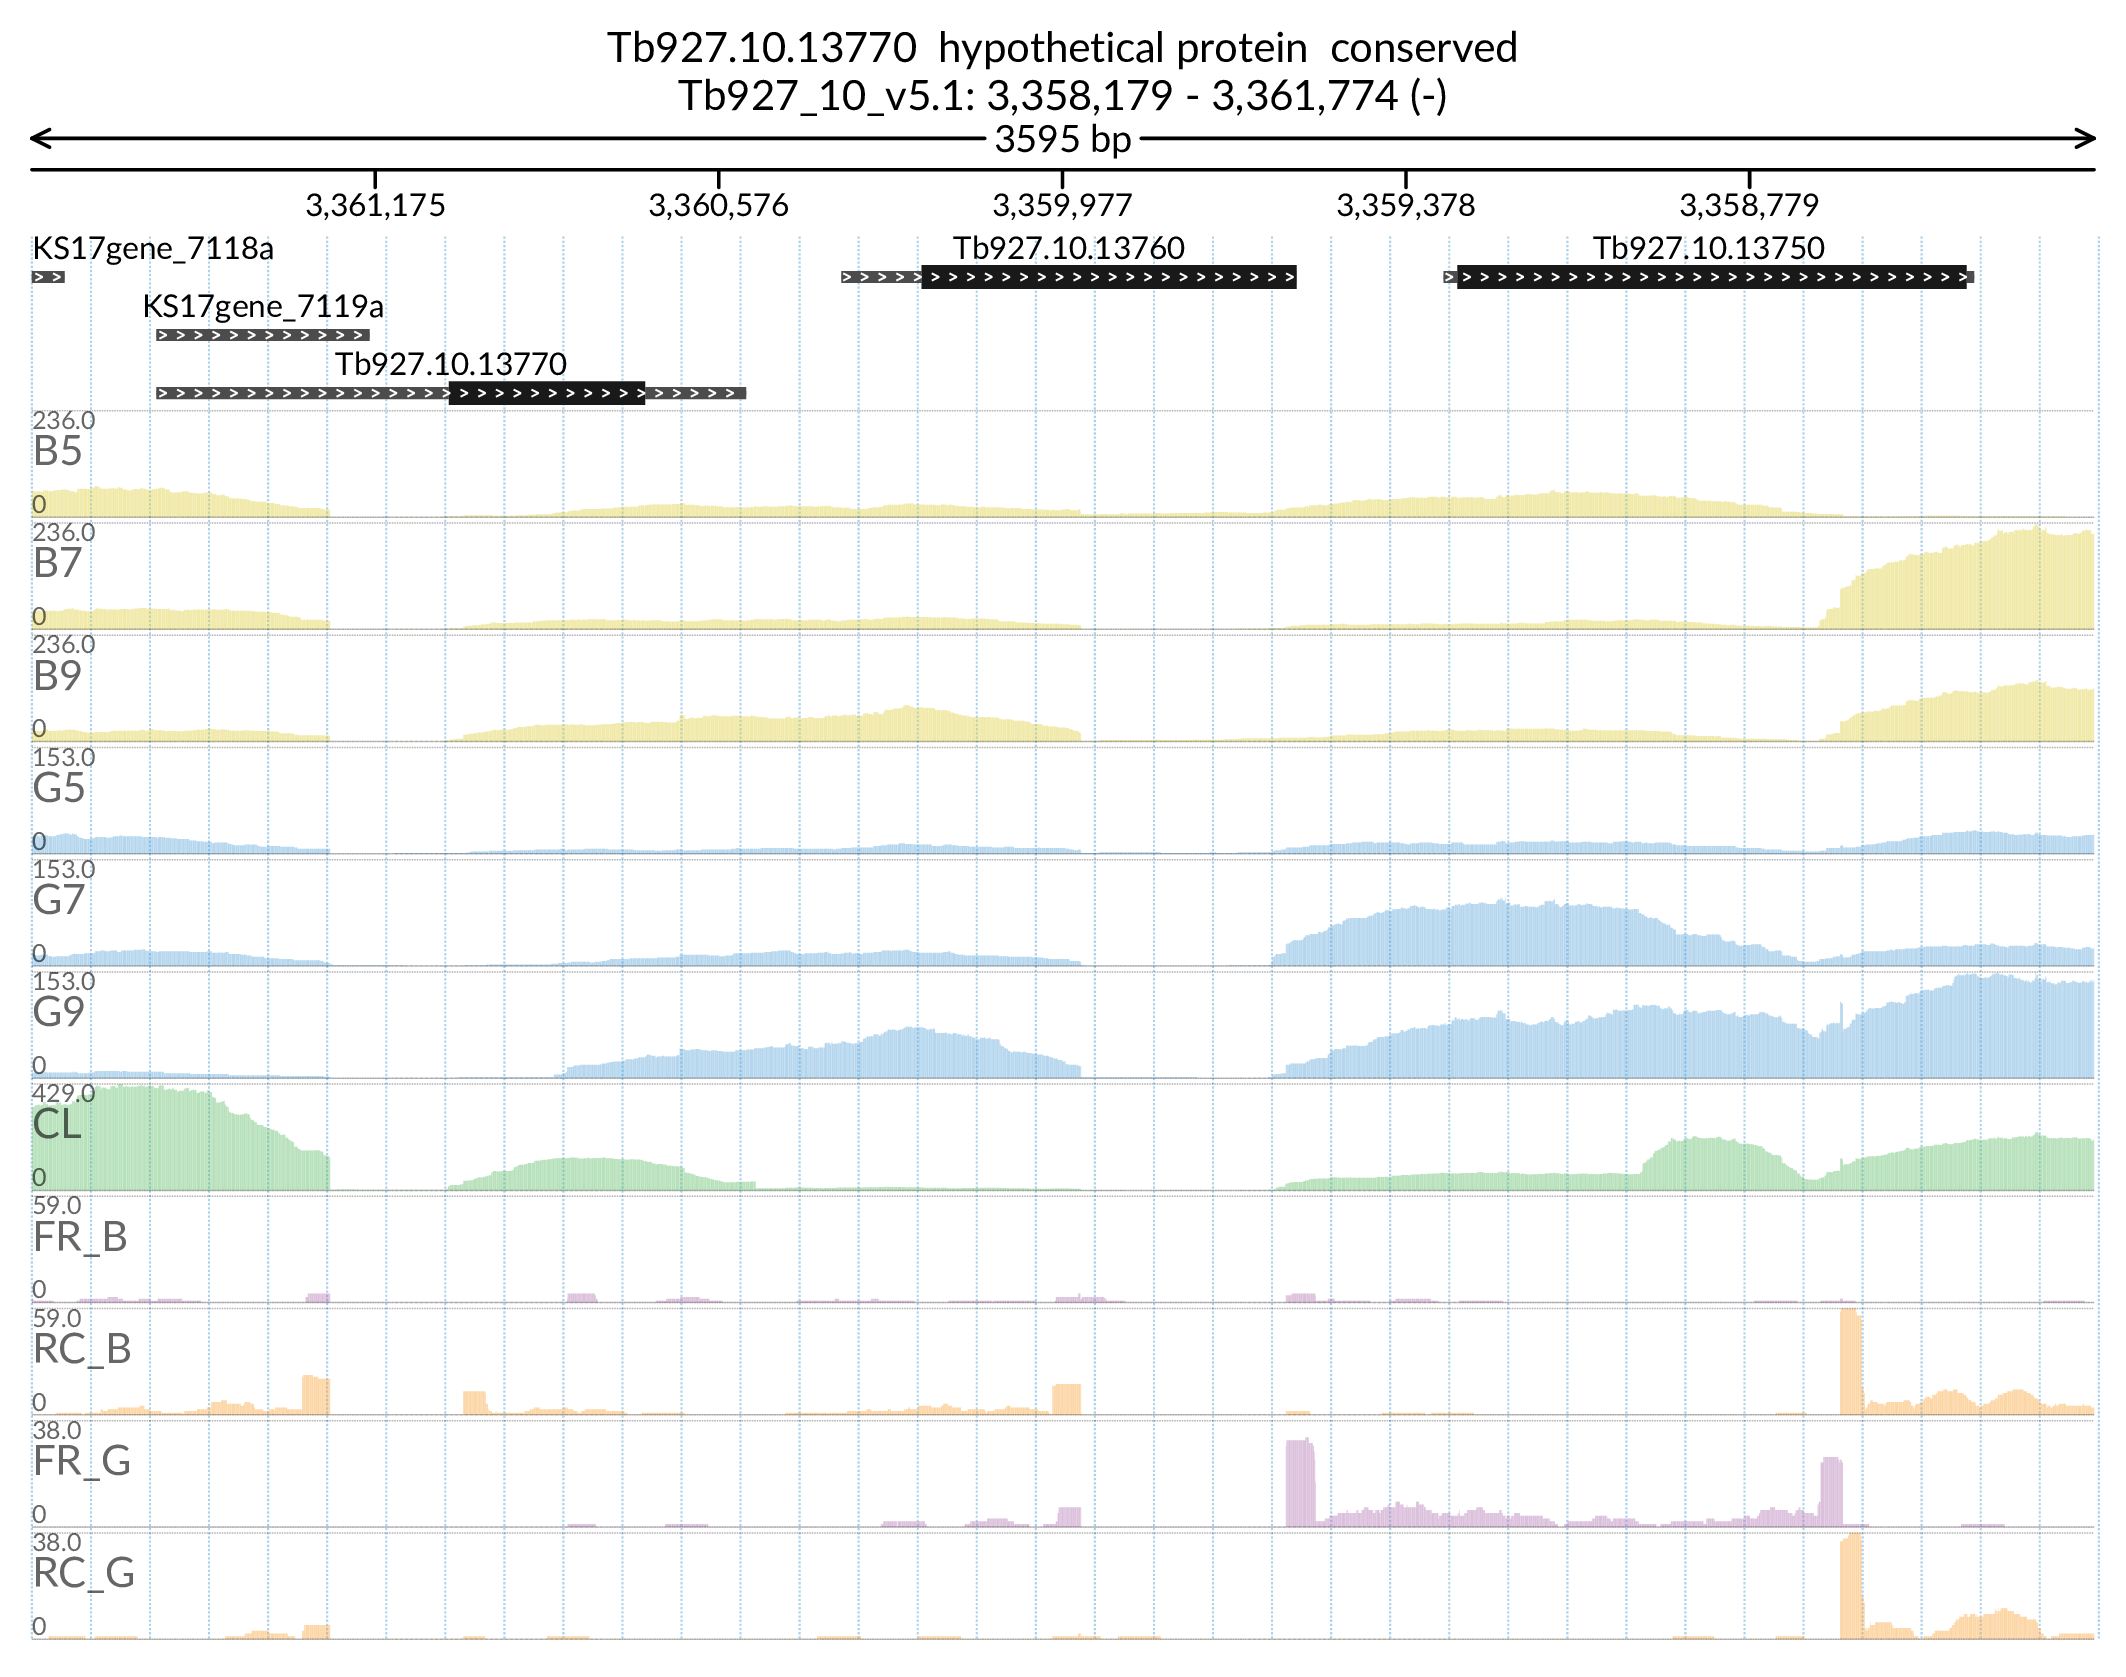 Tb927.10.13770 hypothetical protein conserved
Tb927_10_v5.1: 3,358,179 - 3,361,774 (-)
3595 bp
3,361,175 3,360,576 3,359,977 3,359,378 3,358,779
KS17gene_7118a Tb927.10.13760 Tb927.10.13750
KS17gene_7119a
Tb927.10.13770
236.0
B5
0
236.0
B7
0
236.0
B9
0
153.0
G5
0
153.0
G7
0
153.0
G9
0
429.0
CL
0
59.0
FR_B
0
59.0
RC_B
0
38.0
FR_G
0
38.0
RC_G
0